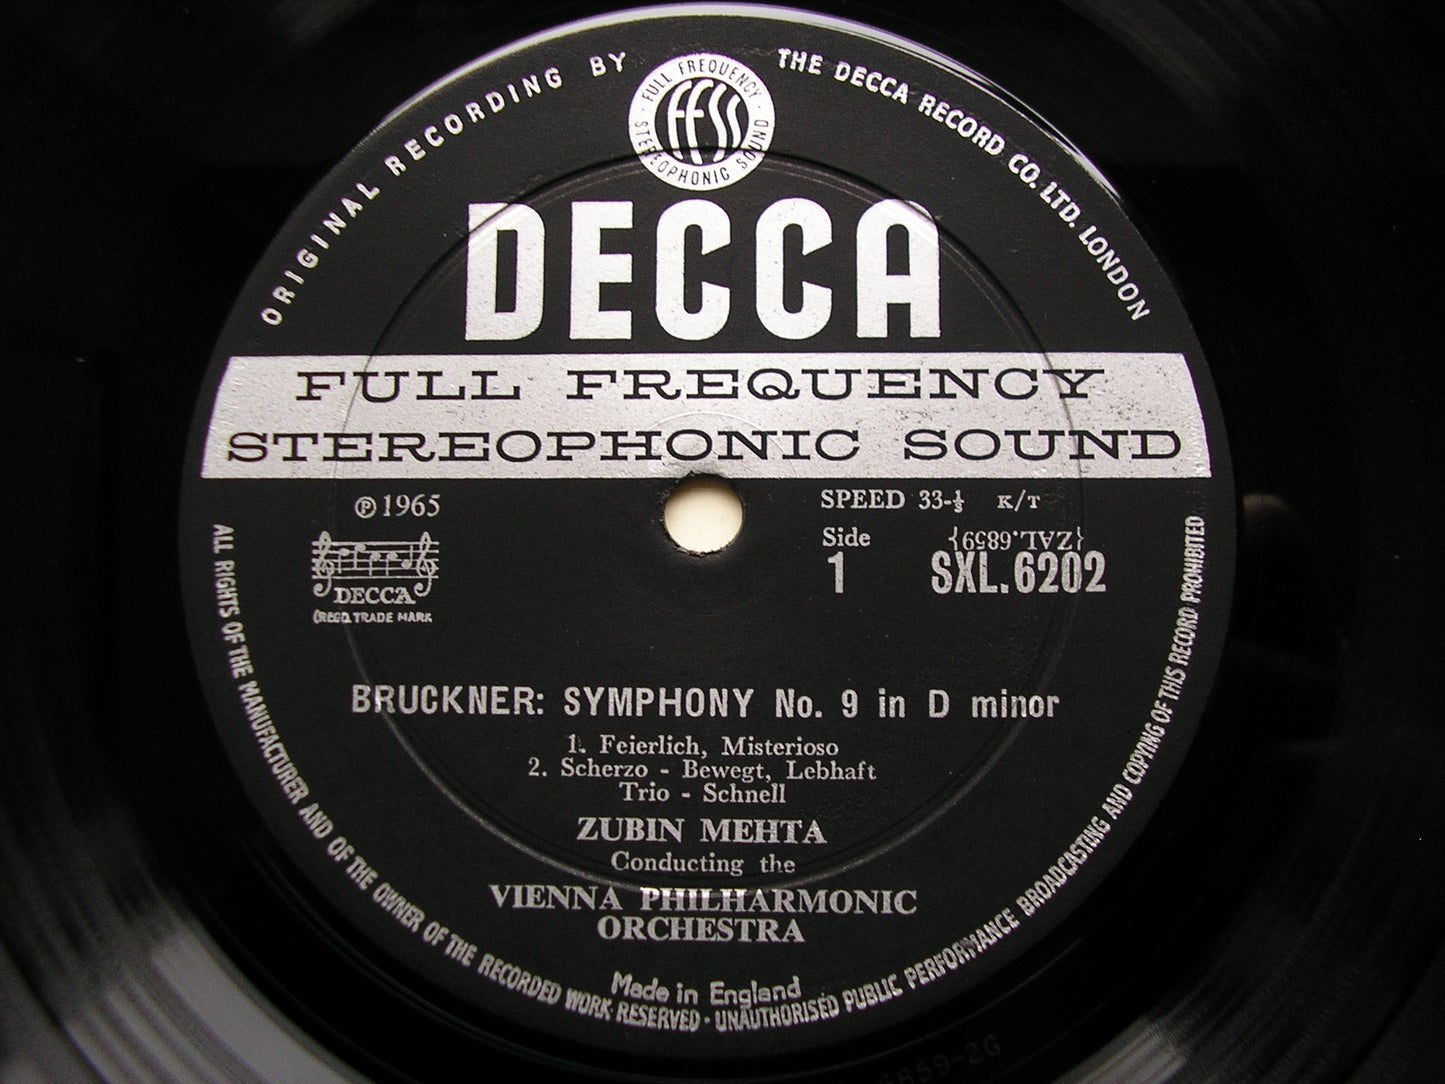 ORIGINAL RECORDING BY
THE DECCA RECORD CO. LTD. LONDON
FULL FREQUENCY
ffss
STEREOPHONIC SOUND
DECCA
FULL FREQUENCY
STEREOPHONIC SOUND
℗ 1965
SPEED 33-⅓ K/T
Side
{ZAL.6859}
1
SXL.6202
DECCA
(REGD. TRADE MARK
BRUCKNER: SYMPHONY No. 9 in D minor
1. Feierlich, Misterioso
2. Scherzo - Bewegt, Lebhaft
Trio - Schnell
ZUBIN MEHTA
Conducting the
VIENNA PHILHARMONIC
ORCHESTRA
Made in England
ALL RIGHTS OF THE MANUFACTURER AND OF THE OWNER OF THE RECORDED WORK RESERVED · UNAUTHORISED PUBLIC PERFORMANCE BROADCASTING AND COPYING OF THIS RECORD PROHIBITED